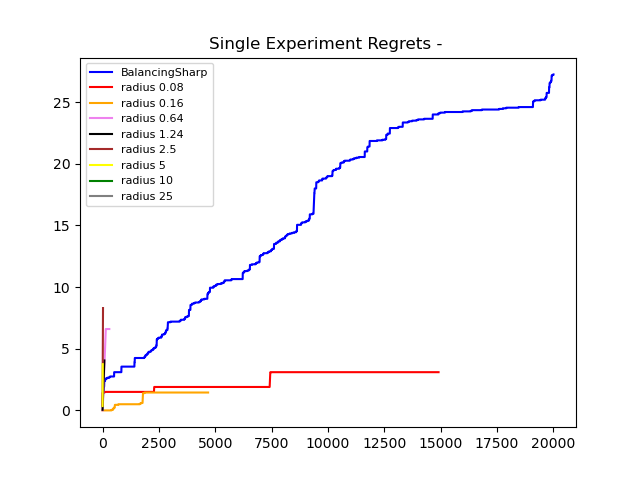 Single Experiment Regrets -
BalancingSharp
radius 0.08
radius 0.16
radius 0.64
radius 1.24
radius 2.5
radius 5
radius 10
radius 25
25
20
15
10
5
0
0 2500 5000 7500 10000 12500 15000 17500 20000